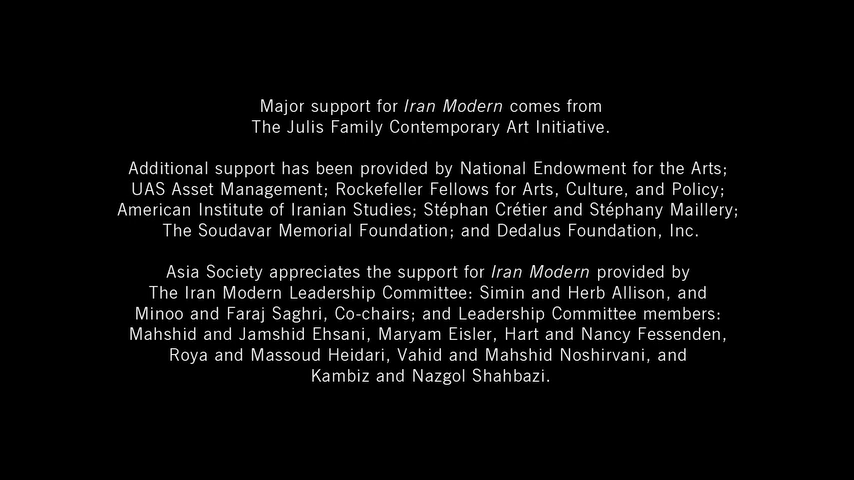 Major support for Iran Modern comes from
The Julis Family Contemporary Art Initiative.
Additional support has been provided by National Endowment for the Arts;
UAS Asset Management; Rockefeller Fellows for Arts, Culture, and Policy;
American Institute of Iranian Studies; Stéphan Crétier and Stéphany Maillery;
The Soudavar Memorial Foundation; and Dedalus Foundation, Inc.
Asia Society appreciates the support for Iran Modern provided by
The Iran Modern Leadership Committee: Simin and Herb Allison, and
Minoo and Faraj Saghri, Co-chairs; and Leadership Committee members:
Mahshid and Jamshid Ehsani, Maryam Eisler, Hart and Nancy Fessenden,
Roya and Massoud Heidari, Vahid and Mahshid Noshirvani, and
Kambiz and Nazgol Shahbazi.